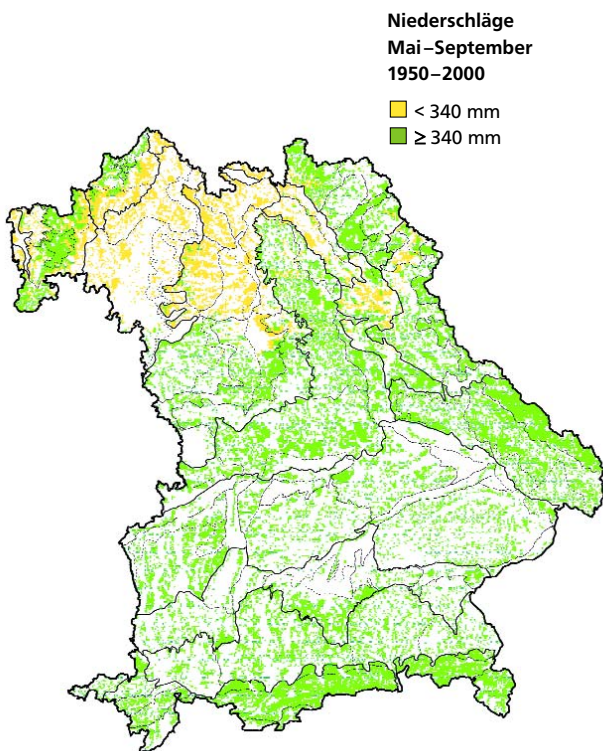 Niederschläge
Mai–September
1950–2000
< 340 mm
≥ 340 mm